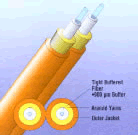 Tight Buffered
Fiber
•900 µm Buffer
Aramid Yarns
Outer Jacket